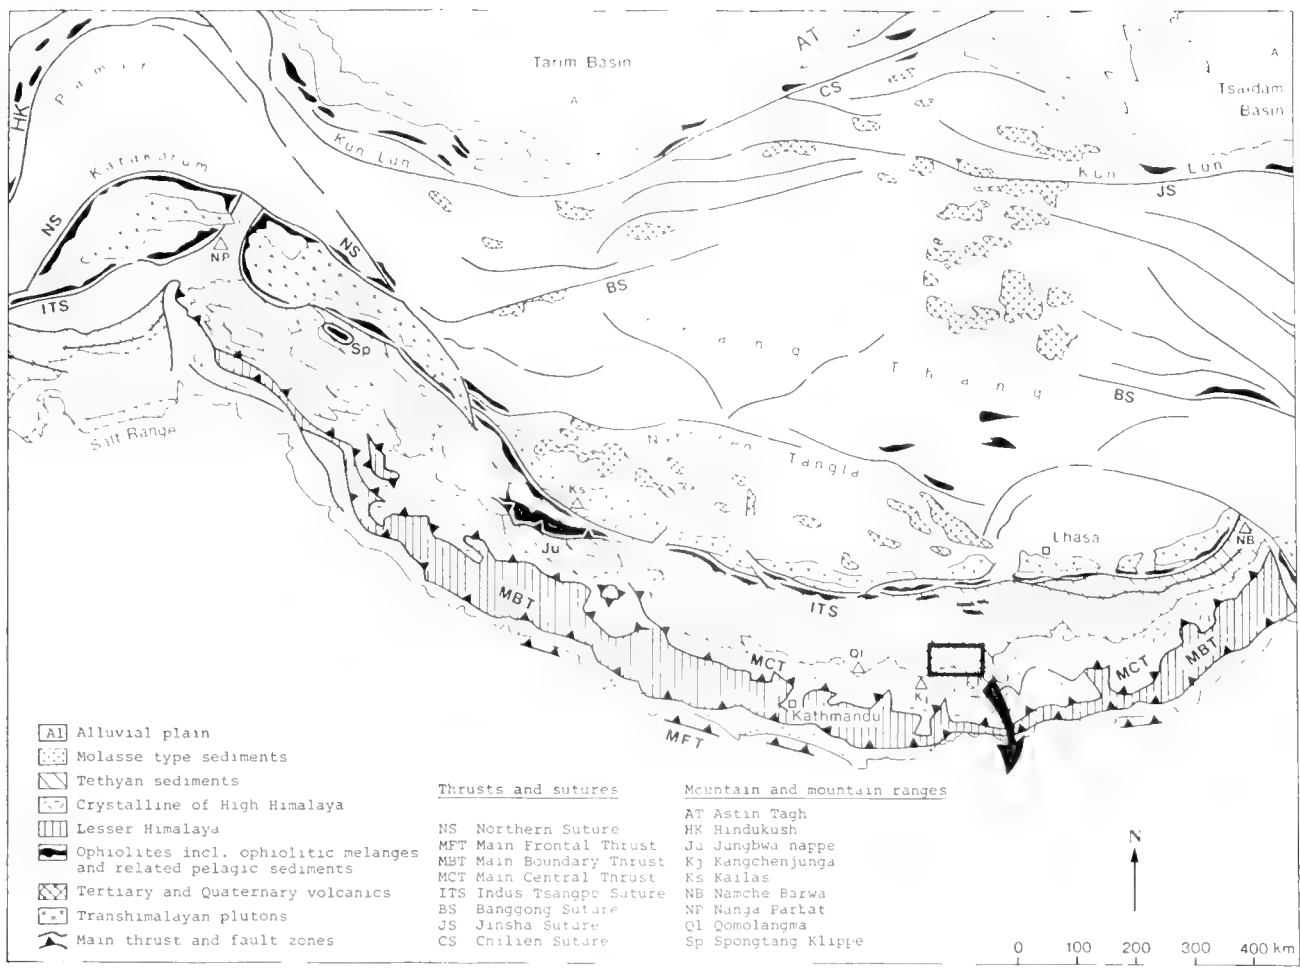 AT
Tarim Basin
A
A
CS
Tsaidam
Basin
Pamir
HK
Kun Lun
Karakorum
Kun Lun
JS
NS
NS
NP
BS
ITS
Sp
ang
Thang
BS
Salt Range
Tangla
Ks
Lhasa
NB
Ju
MBT
ITS
MCT
Ql
MCT
MBT
Kj
Kathmandu
MFT
Al Alluvial plain
Molasse type sediments
Tethyan sediments
Crystalline of High Himalaya
Lesser Himalaya
Ophiolites incl. ophiolitic melanges
and related pelagic sediments
Tertiary and Quaternary volcanics
Transhimalayan plutons
Main thrust and fault zones
Thrusts and sutures
NS Northern Suture
MFT Main Frontal Thrust
MBT Main Boundary Thrust
MCT Main Central Thrust
ITS Indus Tsangpo Suture
BS Banggong Suture
JS Jinsha Suture
CS Chilien Suture
Mountain and mountain ranges
AT Astin Tagh
HK Hindukush
Ju Jungbwa nappe
Kj Kangchenjunga
Ks Kailas
NB Namche Barwa
NP Nanga Parbat
Ql Qomolangma
Sp Spongtang Klippe
N
0 100 200 300 400 km